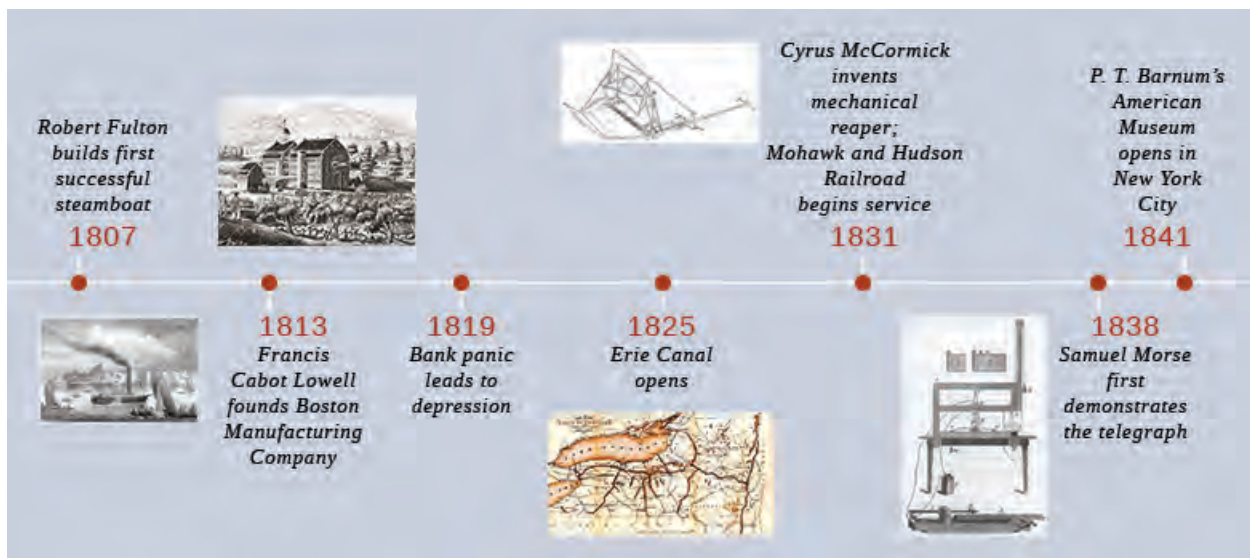 Robert Fulton
builds first
successful
steamboat
1807
1813
Francis
Cabot Lowell
founds Boston
Manufacturing
Company
1819
Bank panic
leads to
depression
1825
Erie Canal
opens
Cyrus McCormick
invents
mechanical
reaper;
Mohawk and Hudson
Railroad
begins service
1831
1838
Samuel Morse
first
demonstrates
the telegraph
P. T. Barnum’s
American
Museum
opens in
New York
City
1841